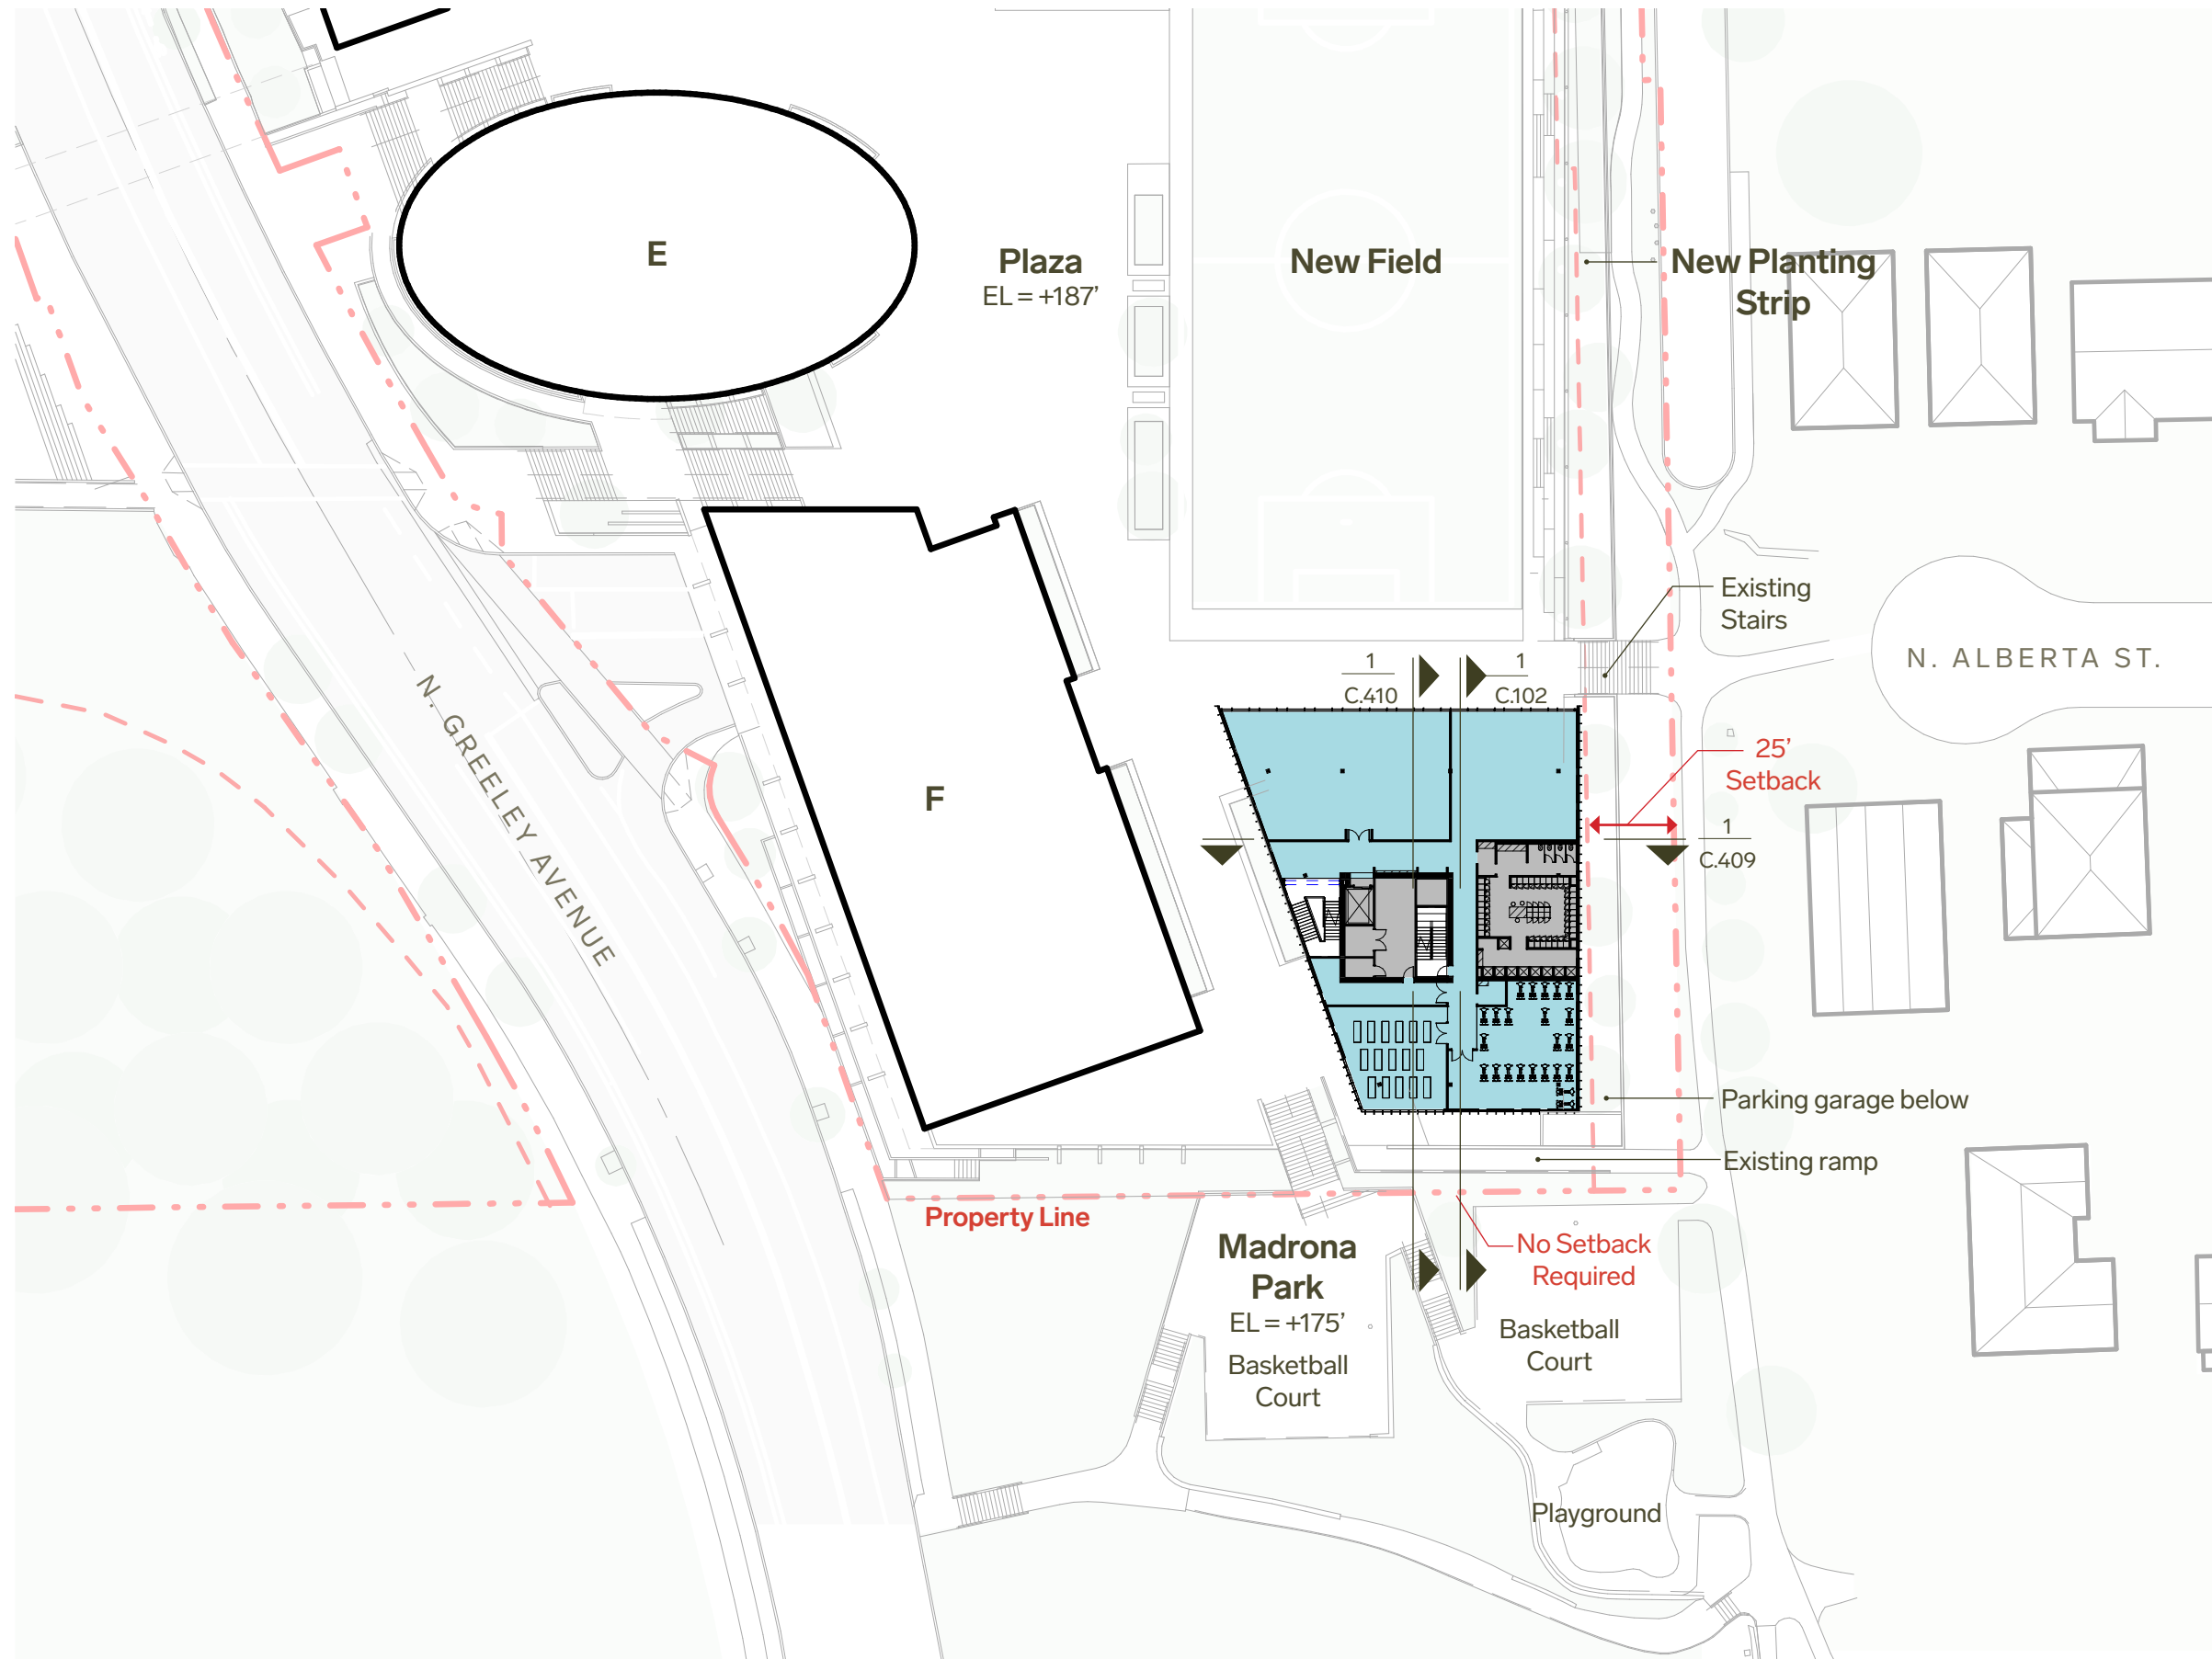 E
Plaza
EL = +187’
New Field
New Planting
Strip
Existing
Stairs
N. ALBERTA ST.
1
C.410
1
C.102
25’
Setback
1
C.409
N. GREELEY AVENUE
F
Parking garage below
Existing ramp
Property Line
No Setback
Required
Madrona
Park
EL = +175’
Basketball
Court
Basketball
Court
Playground